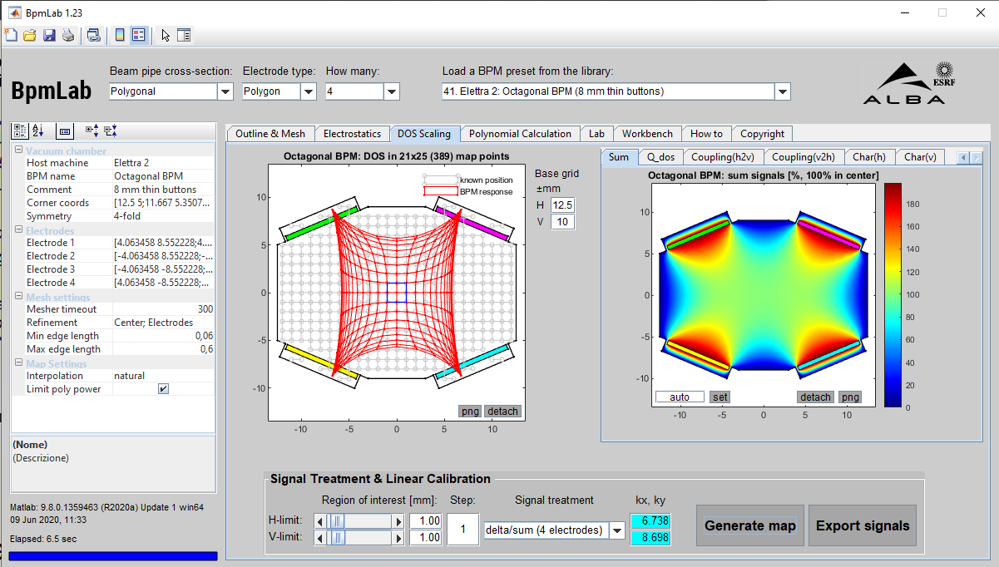 BpmLab 1.23
Beam pipe cross-section: Electrode type: How many: Load a BPM preset from the library:
BpmLab
Polygonal Polygon 4 41. Elettra 2: Octagonal BPM (8 mm thin buttons)
ALBA
ESRF
Outline & Mesh Electrostatics DOS Scaling Polynomial Calculation Lab Workbench How to Copyright
Vacuum chamber
Host machine Elettra 2
BPM name Octagonal BPM
Comment 8 mm thin buttons
Corner coords [12.5 5;11.667 5.3507...
Symmetry 4-fold
Electrodes
Electrode 1 [4.063458 8.552228;4....
Electrode 2 [-4.063458 8.552228;-...
Electrode 3 [-4.063458 -8.552228;...
Electrode 4 [4.063458 -8.552228;...
Mesh settings
Mesher timeout 300
Refinement Center; Electrodes
Min edge length 0,06
Max edge length 0,6
Map Settings
Interpolation natural
Limit poly power
(Nome)
(Descrizione)
Matlab: 9.8.0.1359463 (R2020a) Update 1 win64
09 Jun 2020, 11:33
Elapsed: 6.5 sec
Octagonal BPM: DOS in 21x25 (389) map points
known position
BPM response
10
5
0
-5
-10
-10 -5 0 5 10
png detach
Base grid
±mm
H 12.5
V 10
Sum Q_dos Coupling(h2v) Coupling(v2h) Char(h) Char(v)
Octagonal BPM: sum signals [%, 100% in center]
10
5
0
-5
-10
-10 -5 0 5 10
auto set detach png
180
160
140
120
100
80
60
40
20
0
Signal Treatment & Linear Calibration
Region of interest [mm]: Step: Signal treatment kx, ky
H-limit: 1.00 1 delta/sum (4 electrodes) 6.738
V-limit: 1.00 8.698
Generate map Export signals